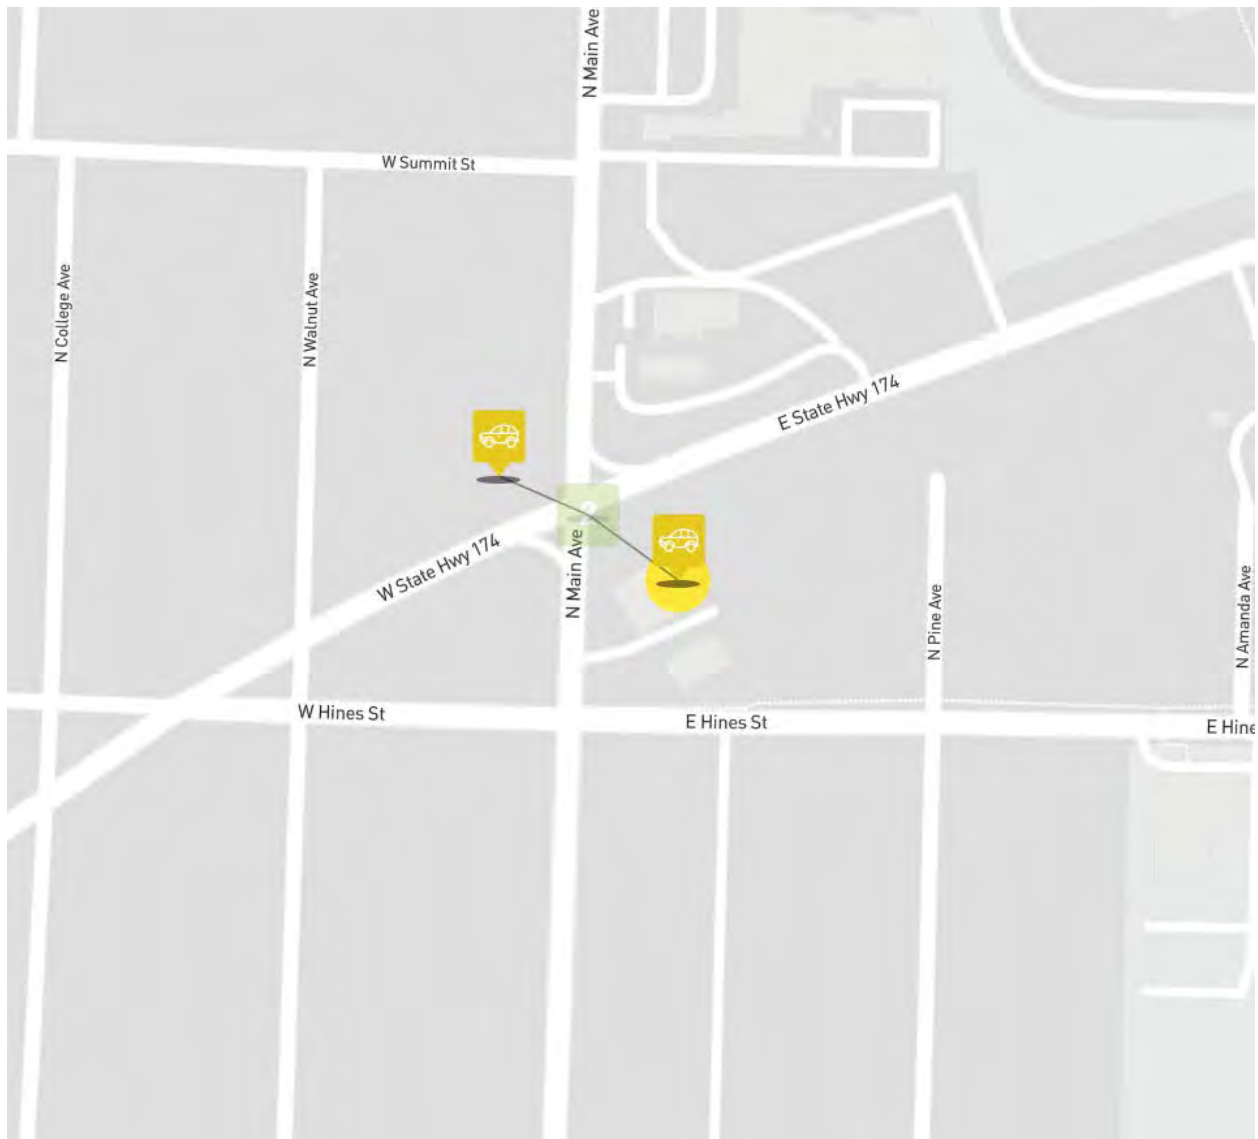 N Main Ave
W Summit St
N College Ave
N Walnut Ave
E State Hwy 174
2
W State Hwy 174
N Main Ave
N Pine Ave
N Amanda Ave
W Hines St
E Hines St
E Hine